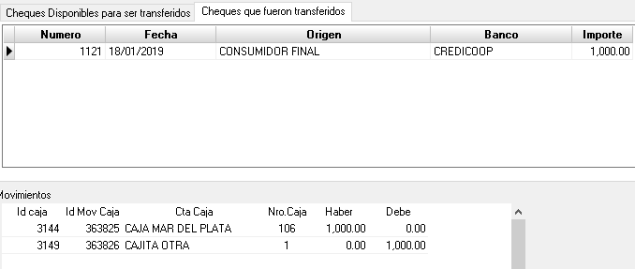 Cheques Disponibles para ser transferidos Cheques que fueron transferidos
Numero Fecha Origen Banco Importe
1121 18/01/2019 CONSUMIDOR FINAL CREDICOOP 1,000.00
Movimientos
Id caja Id Mov Caja Cta Caja Nro.Caja Haber Debe
3144 363825 CAJA MAR DEL PLATA 106 1,000.00 0.00
3149 363826 CAJITA OTRA 1 0.00 1,000.00